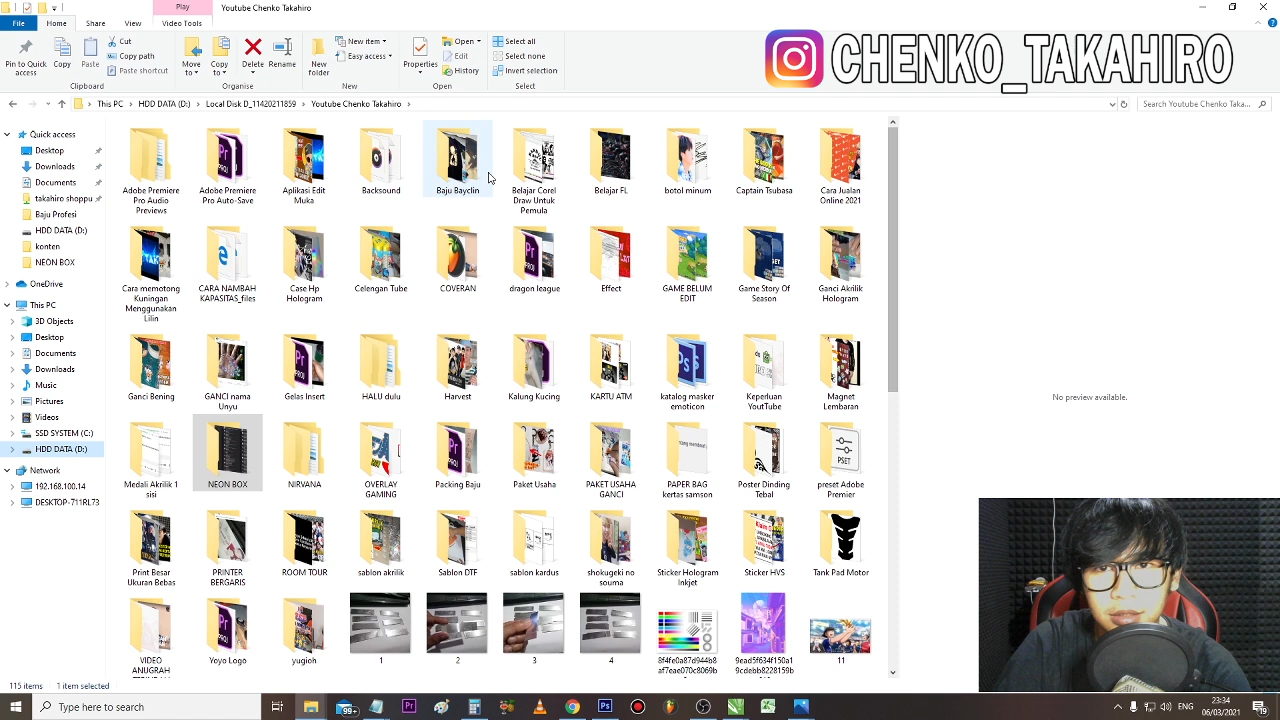 Play
Youtube Chenko Takahiro
File
Home
Share
View
Video Tools
Pin to Quick access
Copy
Paste
Cut
Copy path
Paste shortcut
Clipboard
Move to
Copy to
Delete
Rename
Organize
New folder
New item
Easy access
New
Properties
Open
Edit
History
Open
Select all
Select none
Invert selection
Select
CHENKO_TAKAHIRO
This PC
HDD DATA (D:)
Local Disk D_11420211859
Youtube Chenko Takahiro
Search Youtube Chenko Taka...
Quick access
Desktop
Downloads
Documents
takahiro shoppu
Baju Profesi
HDD DATA (D:)
konten
NEON BOX
OneDrive
This PC
3D Objects
Desktop
Documents
Downloads
Music
Pictures
Videos
SSD SYSTEM (C:)
HDD DATA (D:)
Network
192.168.100.14
DESKTOP-711RL73
Adobe Premiere Pro Audio Previews
Adobe Premiere Pro Auto-Save
Aplikasi Edit Muka
Backsound
Baju Bayclin
Belajar Corel Draw Untuk Pemula
Belajar FL
botol minum
Captain Tsubasa
Cara Jualan Online 2021
Cara memotong Kuningan Menggunakan Lilin
CARA NAMBAH KAPASITAS_files
Case Hp Hologram
Celengan Tube
COVERAN
dragon league
Effect
GAME BELUM EDIT
Game Story Of Season
Ganci Akrilik Hologram
Ganci Bening
GANCI nama Unyu
Gelas Insert
HALU dulu
Harvest
Kalung Kucing
KARTU ATM
katalog masker emoticon
Keperluan YoutTube
Magnet Lembaran
Medali Akrilik 1 sisi
NEON BOX
NIRVANA
OVERLAY GAMING
Packing Baju
Paket Usaha
PAKET USAHA GANCI
PAPER BAG kertas samson
Poster Dinding Tebal
preset Adobe Premier
Print Besar Ukuran Bebas
PRINTER BERGARIS
ROOM TOUR
sablon akrilik
Sablon DTF
sablon kardus
shokugeki no souma
Sticker Hologram Inkjet
Sticker HVS
Tank Pad Motor
VIDEO ANUGRAH
Yoyo Logo
yugioh
1
2
3
4
8f4fe0a87d944b8
af7eae070c8069b
9ead5f634f150a1
9cdebb8228159b
11
No preview available.
115 items
1 item selected
Type here to search
99+
23:34
06/03/2021